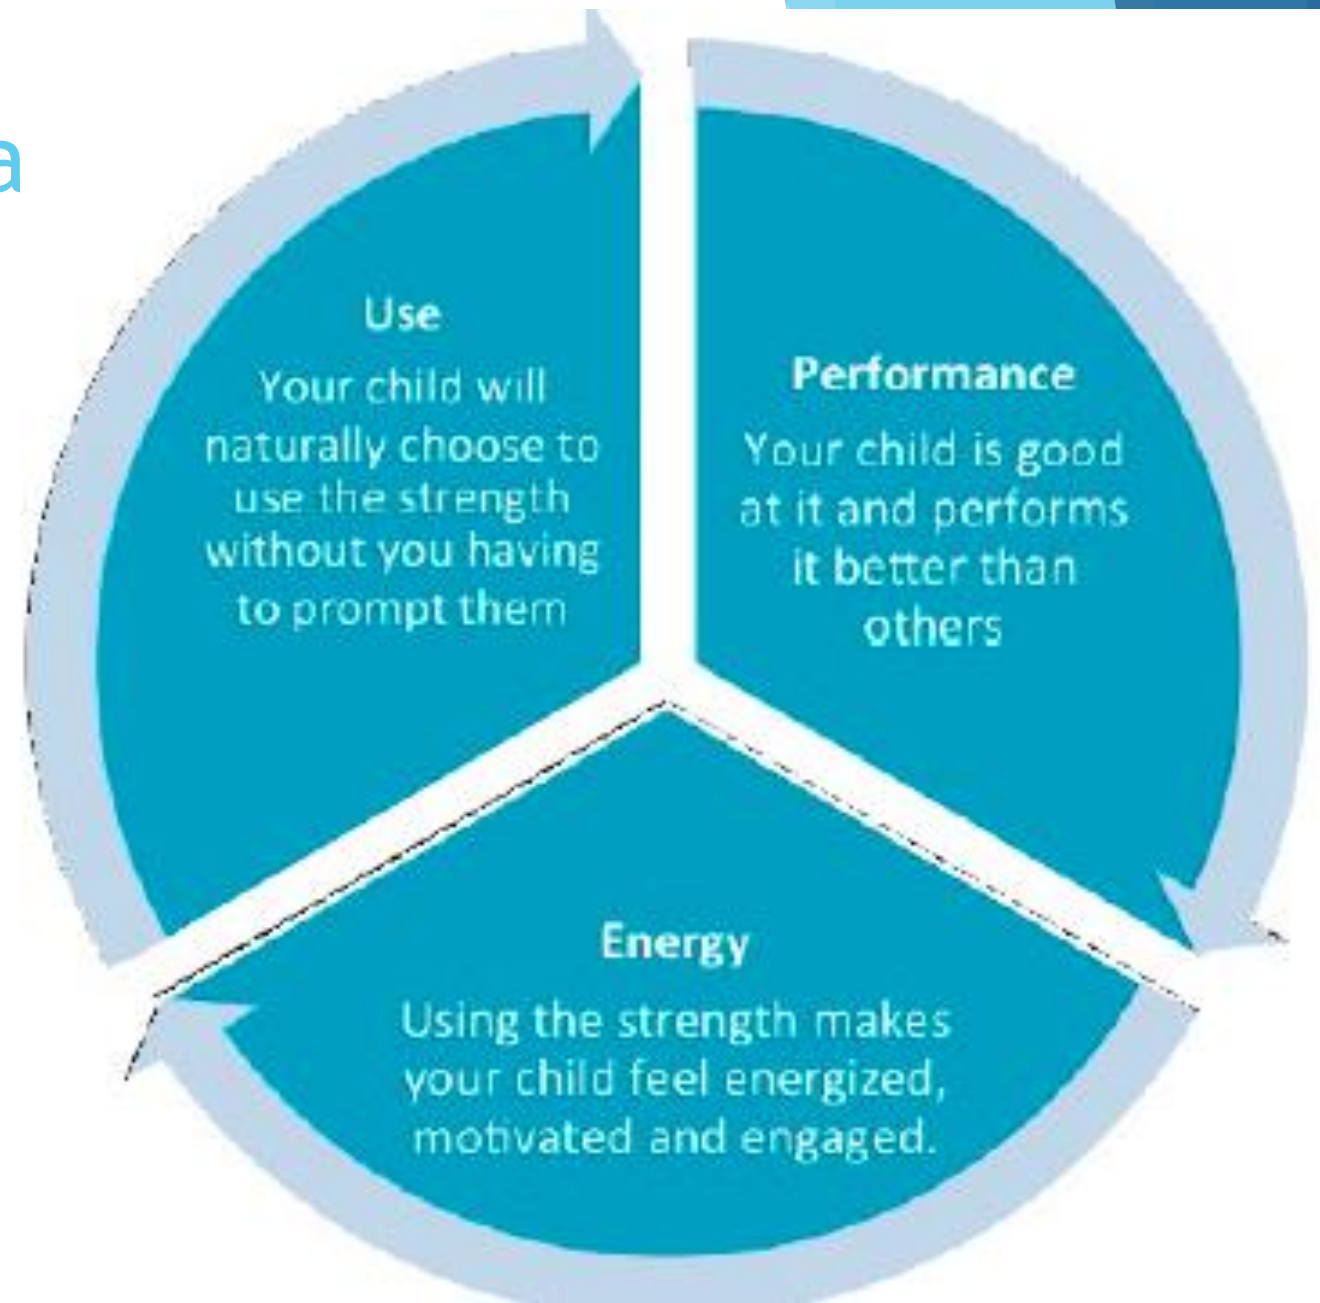 a
Use
Your child will
naturally choose to
use the strength
without you having
to prompt them
Performance
Your child is good
at it and performs
it better than
others
Energy
Using the strength makes
your child feel energized,
motivated and engaged.